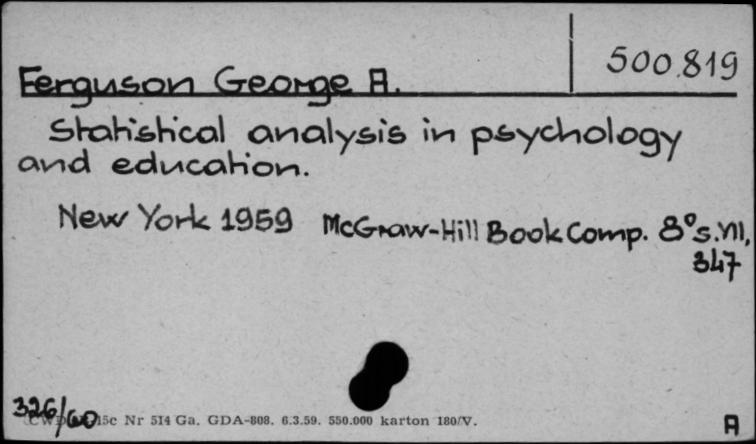 500.819
Ferguson George A.
Statistical analysis in psychology
and education.
New York 1959 McGraw-Hill Book Comp. 8° s. VII,
347
326/60
15c Nr 514 Ga. GDA-808. 6.3.59. 550.000 karton 180/V.
A